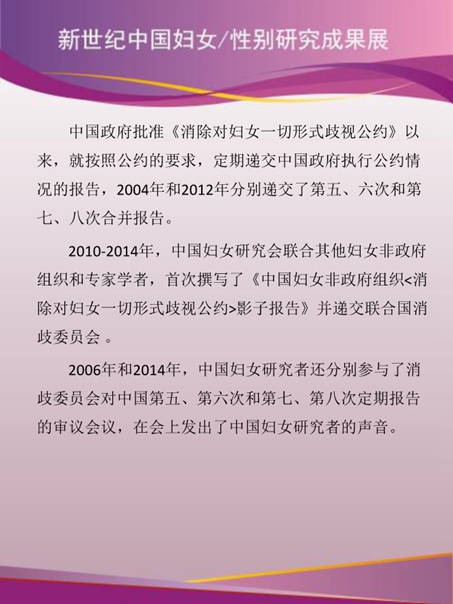 新世纪中国妇女/性别研究成果展
中国政府批准《消除对妇女一切形式歧视公约》以
来，就按照公约的要求，定期递交中国政府执行公约情
况的报告，2004年和2012年分别递交了第五、六次和第
七、八次合并报告。
2010-2014年，中国妇女研究会联合其他妇女非政府
组织和专家学者，首次撰写了《中国妇女非政府组织<消
除对妇女一切形式歧视公约>影子报告》并递交联合国消
歧委员会 。
2006年和2014年，中国妇女研究者还分别参与了消
歧委员会对中国第五、第六次和第七、第八次定期报告
的审议会议，在会上发出了中国妇女研究者的声音。